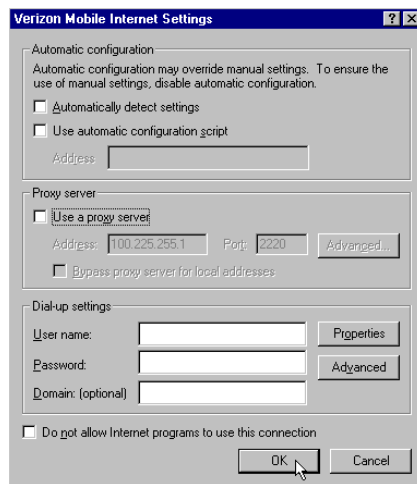 Verizon Mobile Internet Settings
Automatic configuration
Automatic configuration may override manual settings. To ensure the
use of manual settings, disable automatic configuration.
Automatically detect settings
Use automatic configuration script
Address
Proxy server
Use a proxy server
Address: 100.225.255.1 Port: 2220 Advanced...
Bypass proxy server for local addresses
Dial-up settings
User name: Properties
Password: Advanced
Domain: (optional)
Do not allow Internet programs to use this connection
OK Cancel